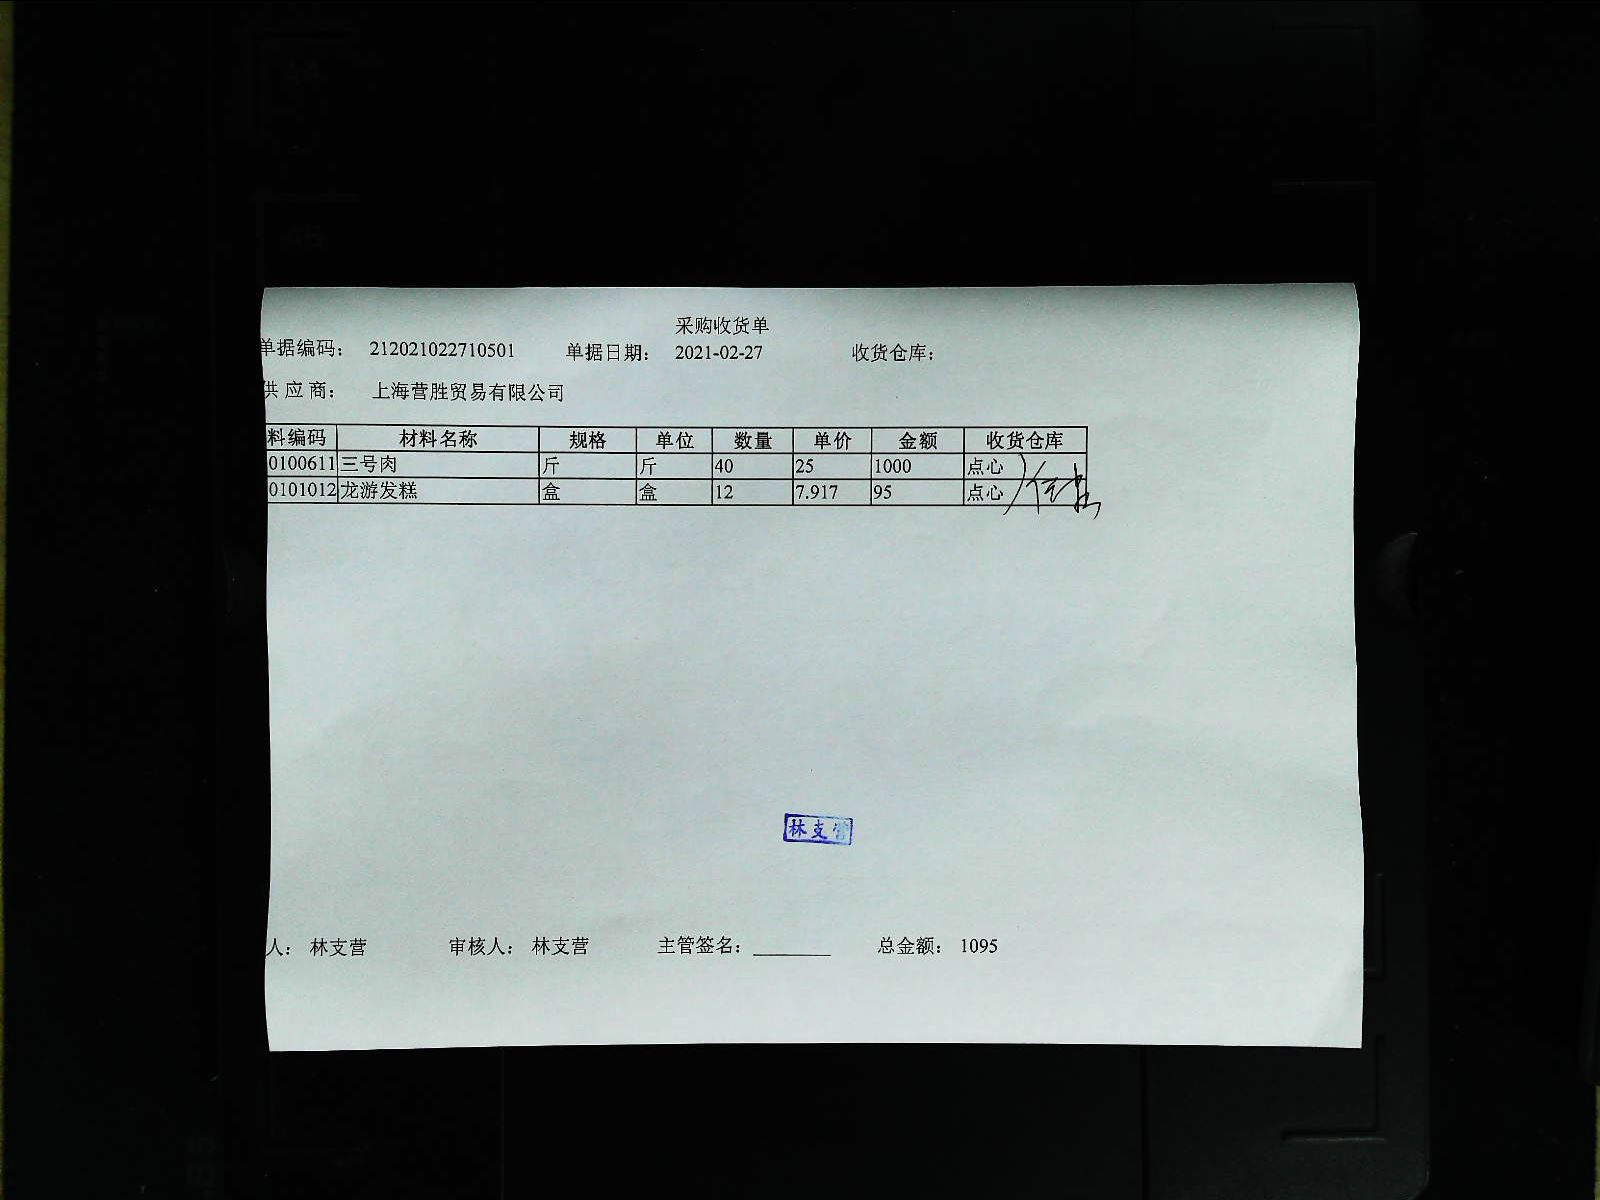 采购收货单
单据编码： 212021022710501 单据日期： 2021-02-27 收货仓库：
供 应 商： 上海营胜贸易有限公司
料编码 材料名称 规格 单位 数量 单价 金额 收货仓库
0100611 三号肉 斤 斤 40 25 1000 点心
0101012 龙游发糕 盒 盒 12 7.917 95 点心
林支营
人： 林支营 审核人： 林支营 主管签名： 总金额： 1095